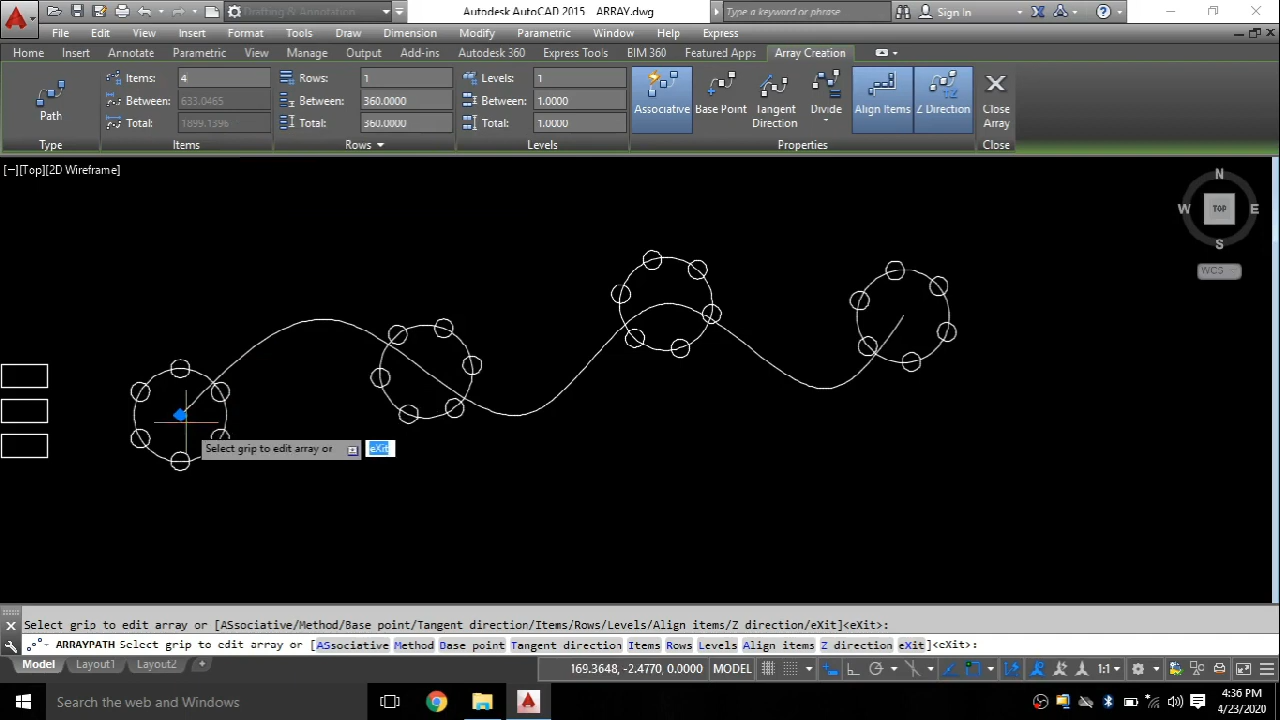 Drafting & Annotation
Autodesk AutoCAD 2015 ARRAY.dwg
Type a keyword or phrase
Sign In
File Edit View Insert Format Tools Draw Dimension Modify Parametric Window Help Express
Home Insert Annotate Parametric View Manage Output Add-ins Autodesk 360 Express Tools BIM 360 Featured Apps Array Creation
Path
Type
Items: 4
Between: 633.0465
Total: 1899.1396
Items
Rows: 1
Between: 360.0000
Total: 360.0000
Rows
Levels: 1
Between: 1.0000
Total: 1.0000
Levels
Associative Base Point Tangent Direction Divide Align Items Z Direction
Properties
Close Array
Close
[−][Top][2D Wireframe]
N
W TOP E
S
WCS
Select grip to edit array or eXit
Select grip to edit array or [ASsociative/Method/Base point/Tangent direction/Items/Rows/Levels/Align items/Z direction/eXit]<eXit>:
ARRAYPATH Select grip to edit array or [ASsociative Method Base point Tangent direction Items Rows Levels Align items Z direction eXit]<eXit>:
Model Layout1 Layout2 +
169.3648, -2.4770, 0.0000 MODEL 1:1
Search the web and Windows
4:36 PM
4/23/2020